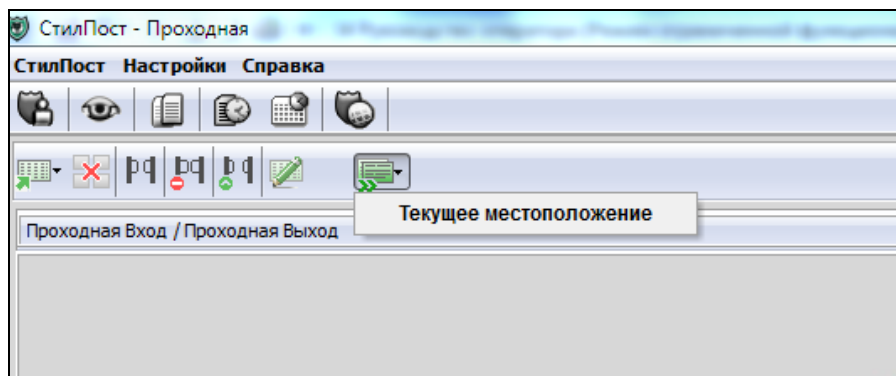 СтилПост - Проходная
СтилПост Настройки Справка
Текущее местоположение
Проходная Вход / Проходная Выход